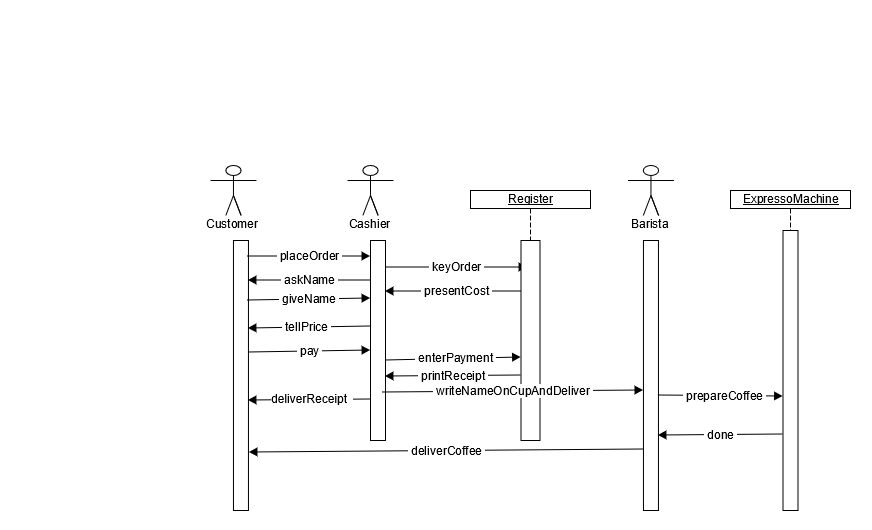 Register
ExpressoMachine
Customer
Cashier
Barista
placeOrder
keyOrder
askName
presentCost
giveName
tellPrice
pay
enterPayment
printReceipt
writeNameOnCupAndDeliver
prepareCoffee
deliverReceipt
done
deliverCoffee